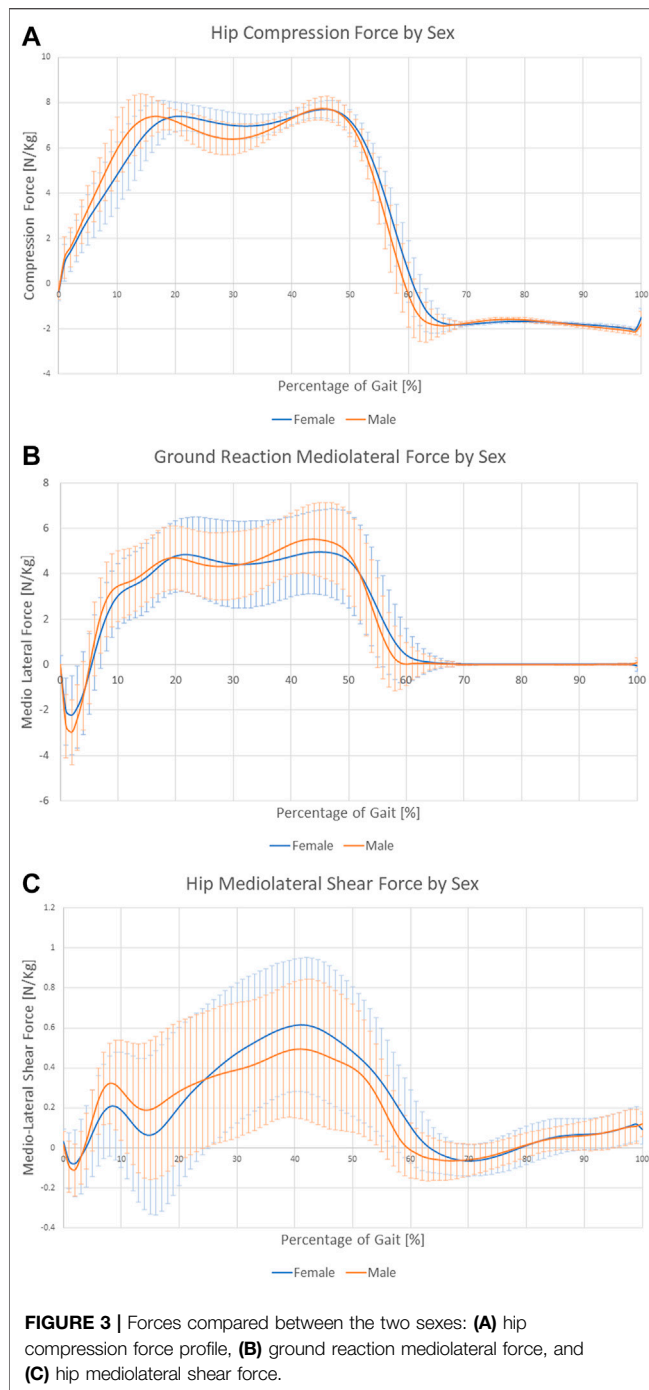 A
Hip Compression Force by Sex
10
8
6
4
2
0
-2
-4
0 10 20 30 40 50 60 70 80 90 100
Compression Force [N/Kg]
Percentage of Gait [%]
Female Male
B
Ground Reaction Mediolateral Force by Sex
8
6
4
2
0
-2
-4
-6
0 10 20 30 40 50 60 70 80 90 100
Medio Lateral Force [N/Kg]
Percentage of Gait [%]
Female Male
C
Hip Mediolateral Shear Force by Sex
1.2
1
0.8
0.6
0.4
0.2
0
-0.2
-0.4
0 10 20 30 40 50 60 70 80 90 100
Medio-Lateral Shear Force [N/Kg]
Percentage of Gait [%]
Female Male
FIGURE 3 | Forces compared between the two sexes: (A) hip
compression force profile, (B) ground reaction mediolateral force, and
(C) hip mediolateral shear force.